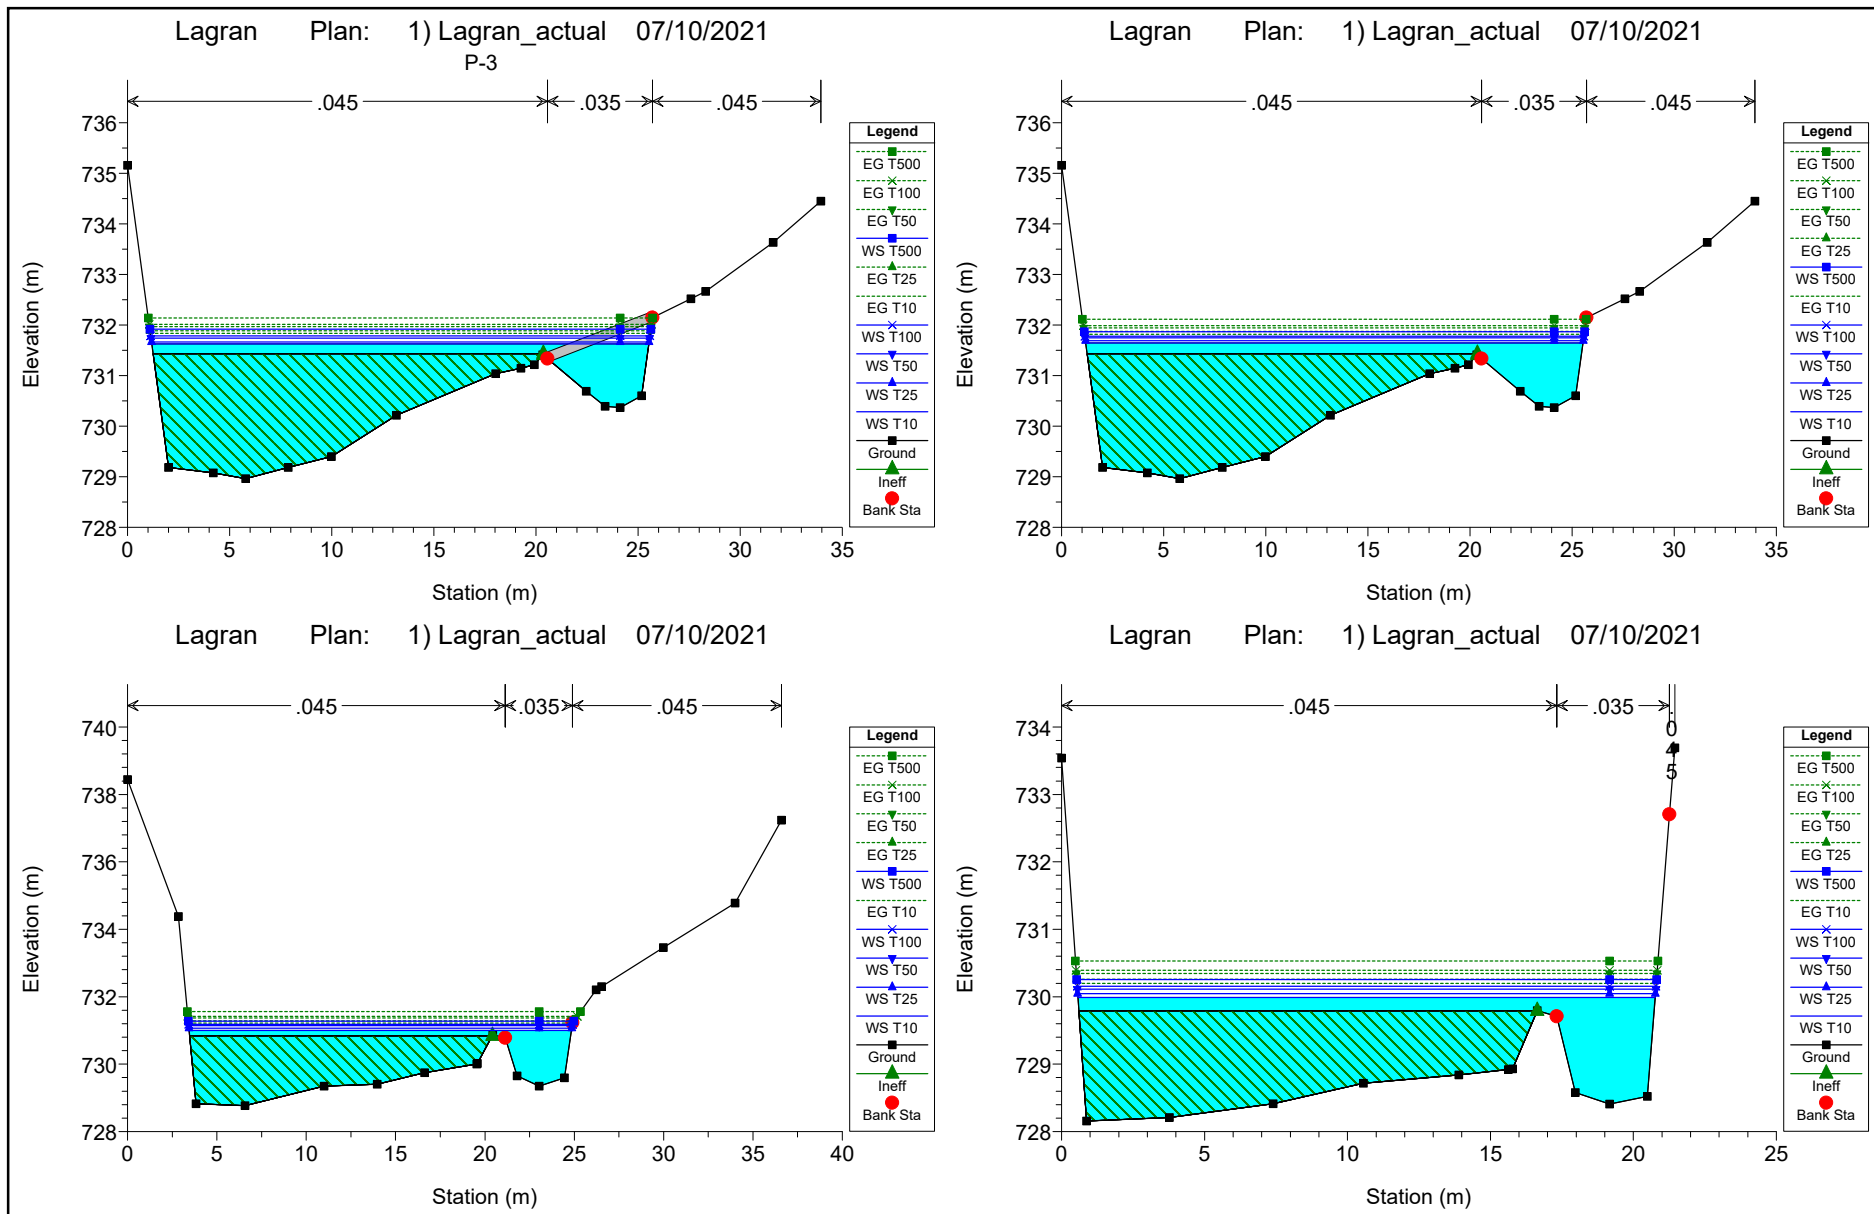 Lagran Plan: 1) Lagran_actual 07/10/2021
P-3
.045 .035 .045
736
735
734
733
732
731
730
729
728
0 5 10 15 20 25 30 35
Elevation (m)
Station (m)
Legend
EG T500
EG T100
EG T50
WS T500
EG T25
EG T10
WS T100
WS T50
WS T25
WS T10
Ground
Ineff
Bank Sta
Lagran Plan: 1) Lagran_actual 07/10/2021
.045 .035 .045
736
735
734
733
732
731
730
729
728
0 5 10 15 20 25 30 35
Elevation (m)
Station (m)
Legend
EG T500
EG T100
EG T50
EG T25
WS T500
EG T10
WS T100
WS T50
WS T25
WS T10
Ground
Ineff
Bank Sta
Lagran Plan: 1) Lagran_actual 07/10/2021
.045 .035 .045
740
738
736
734
732
730
728
0 5 10 15 20 25 30 35 40
Elevation (m)
Station (m)
Legend
EG T500
EG T100
EG T50
EG T25
WS T500
EG T10
WS T100
WS T50
WS T25
WS T10
Ground
Ineff
Bank Sta
Lagran Plan: 1) Lagran_actual 07/10/2021
.045 .035 .045
734
733
732
731
730
729
728
0 5 10 15 20 25
Elevation (m)
Station (m)
Legend
EG T500
EG T100
EG T50
EG T25
WS T500
EG T10
WS T100
WS T50
WS T25
WS T10
Ground
Ineff
Bank Sta